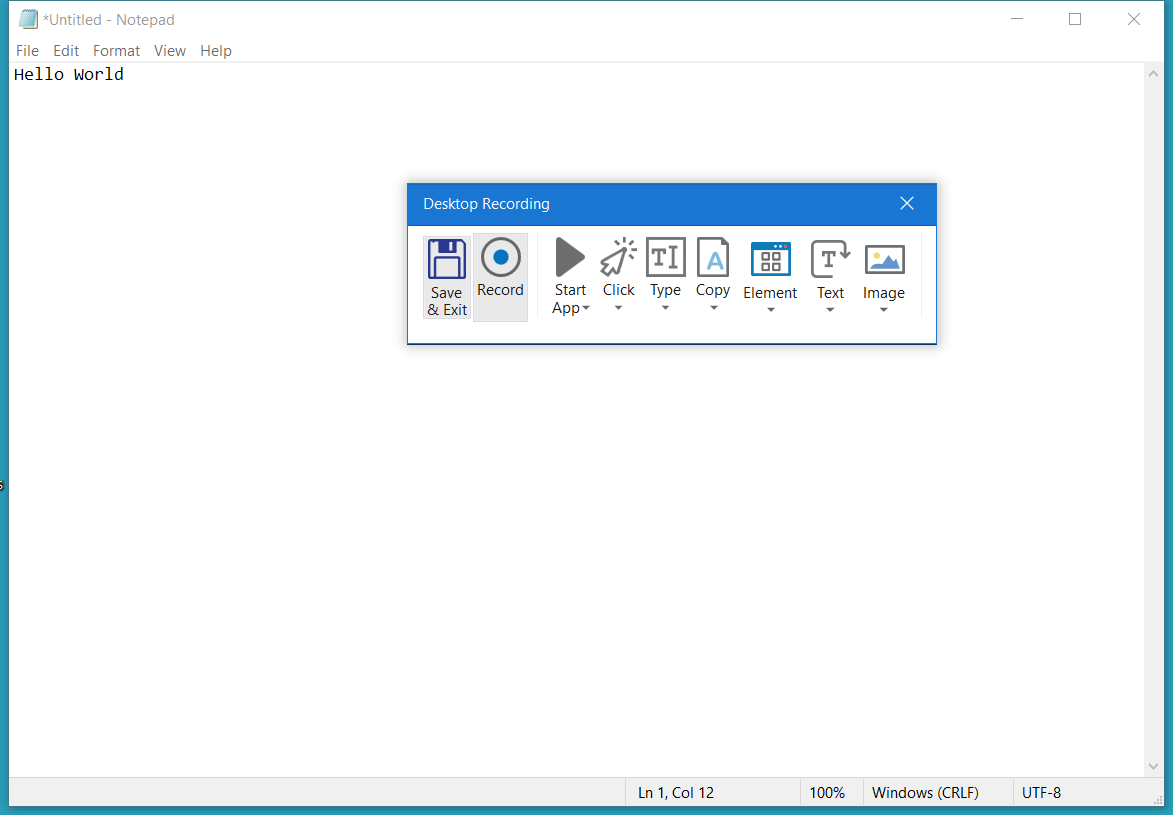 *Untitled - Notepad
File Edit Format View Help
Hello World
Desktop Recording
Save & Exit
Record
Start App
Click
Type
Copy
Element
Text
Image
s
Ln 1, Col 12
100%
Windows (CRLF)
UTF-8